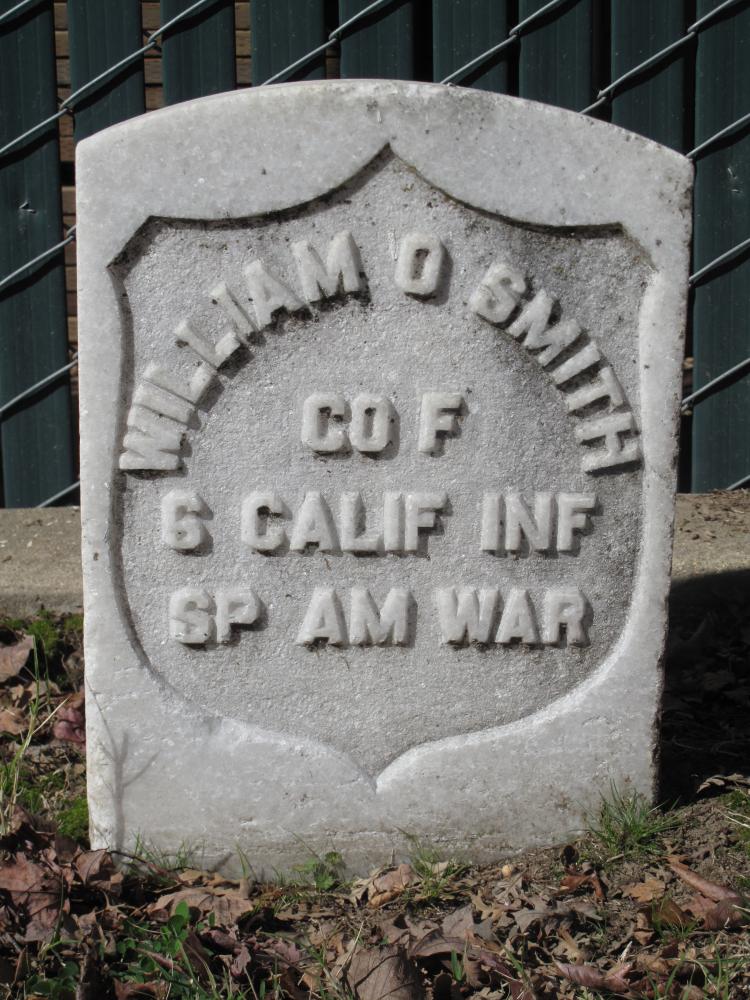 WILLIAM O SMITH
CO F
6 CALIF INF
SP AM WAR